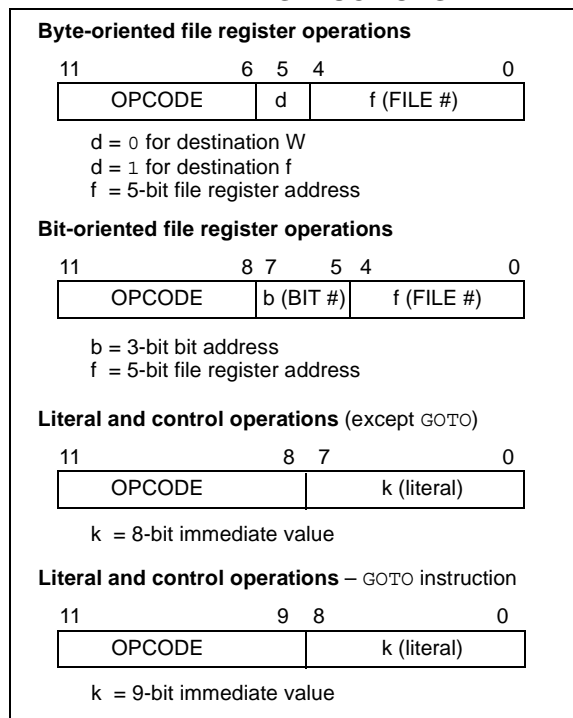 Byte-oriented file register operations
11 6 5 4 0
OPCODE d f (FILE #)
d = 0 for destination W
d = 1 for destination f
f = 5-bit file register address
Bit-oriented file register operations
11 8 7 5 4 0
OPCODE b (BIT #) f (FILE #)
b = 3-bit bit address
f = 5-bit file register address
Literal and control operations (except GOTO)
11 8 7 0
OPCODE k (literal)
k = 8-bit immediate value
Literal and control operations – GOTO instruction
11 9 8 0
OPCODE k (literal)
k = 9-bit immediate value